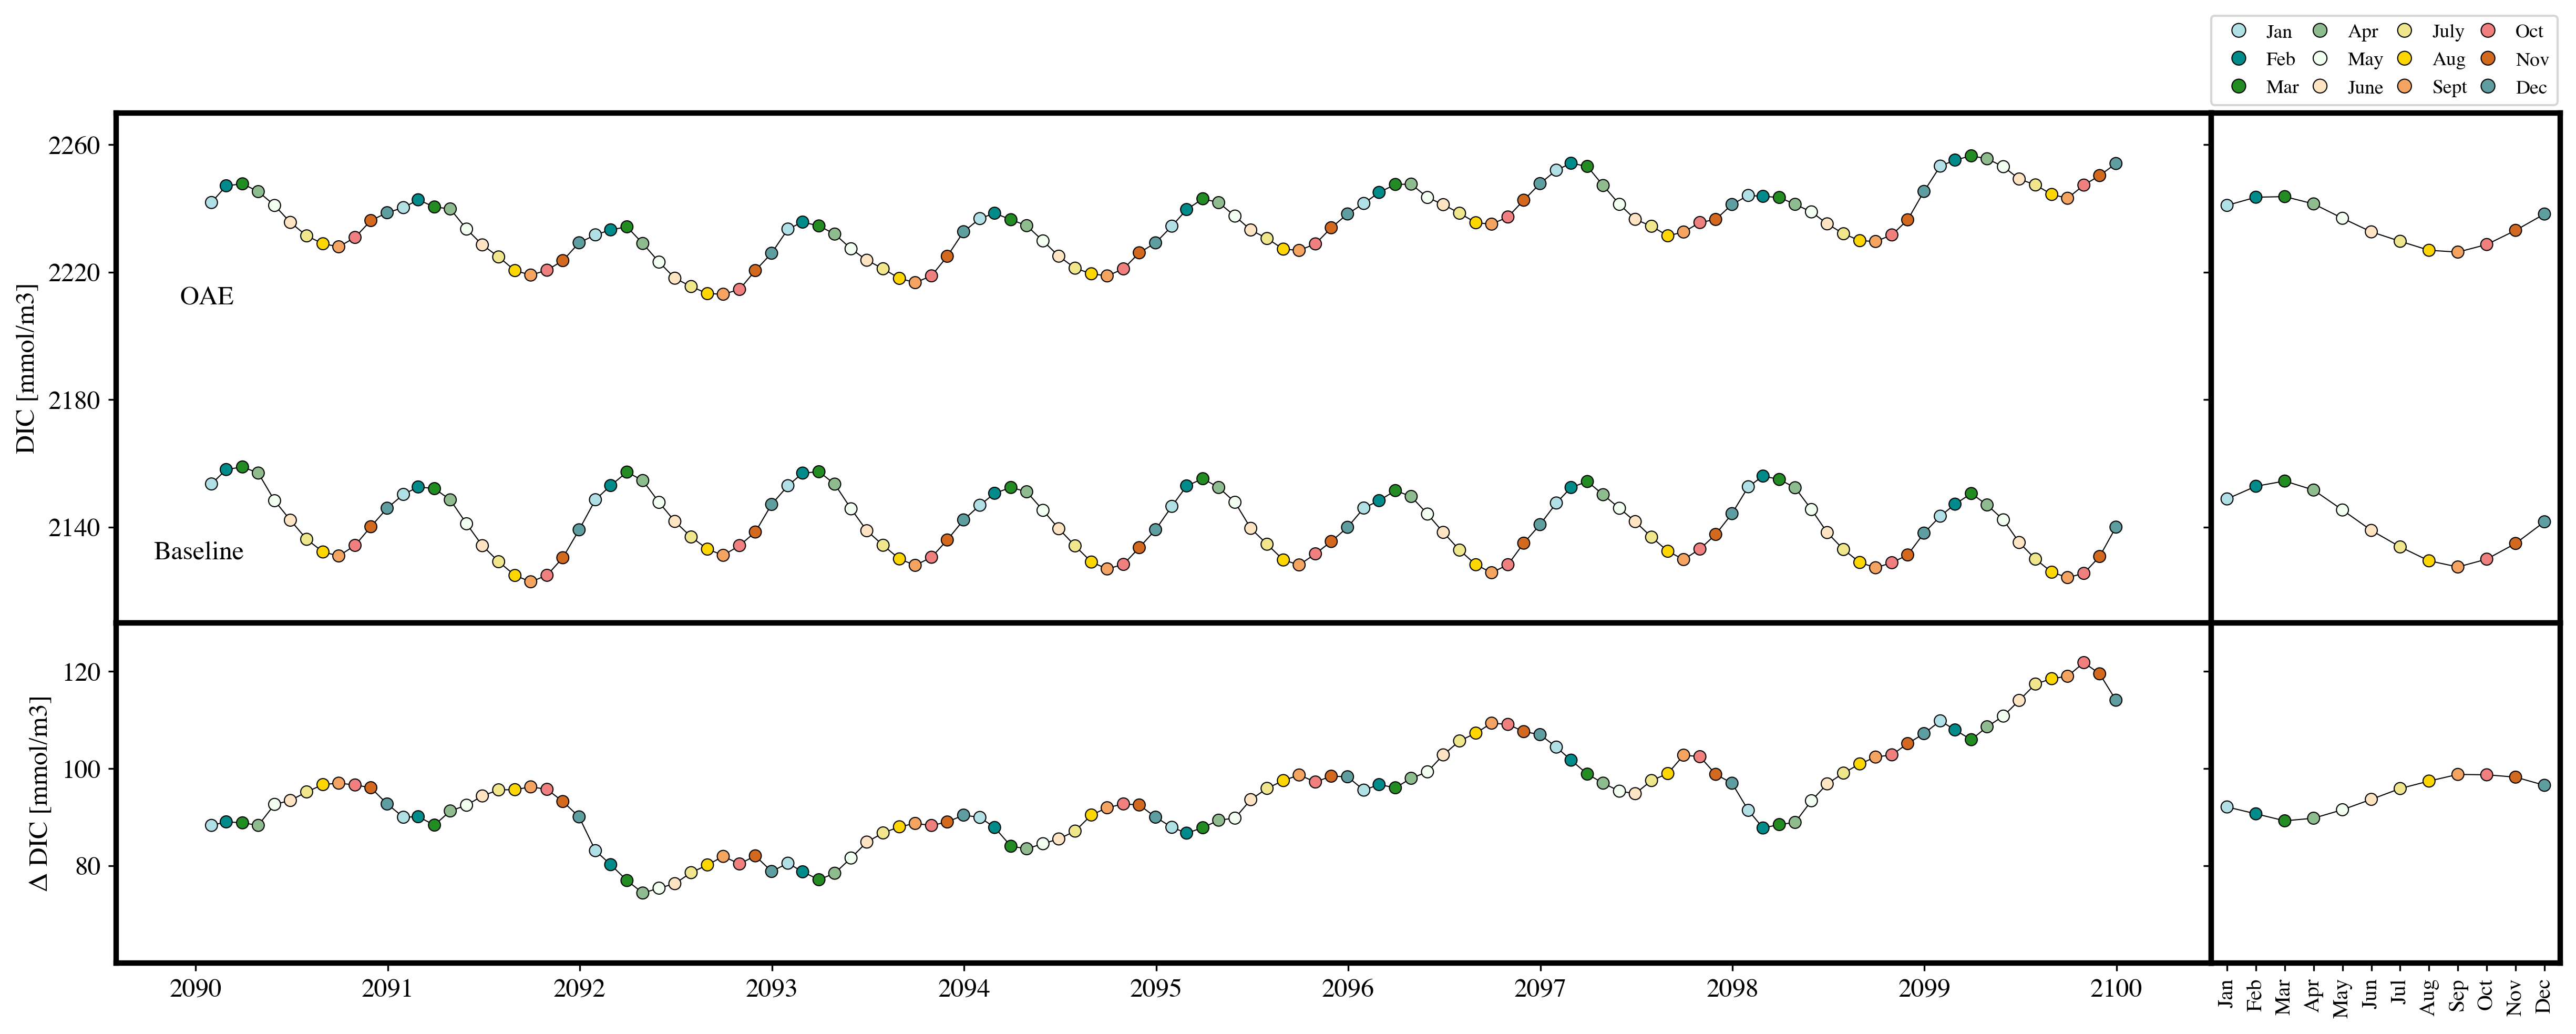 Jan Apr July Oct
Feb May Aug Nov
Mar June Sept Dec
2260
2220
2180
2140
DIC [mmol/m3]
OAE
Baseline
120
100
80
Δ DIC [mmol/m3]
2090 2091 2092 2093 2094 2095 2096 2097 2098 2099 2100
Jan Feb Mar Apr May Jun Jul Aug Sep Oct Nov Dec